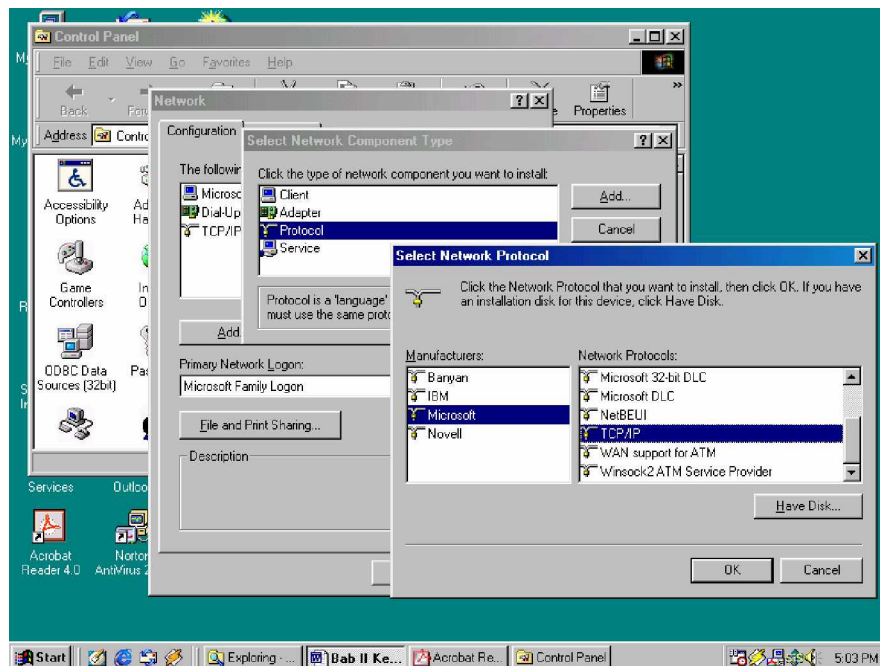 Control Panel
File Edit View Go Favorites Help
Back
Properties
Address
Accessibility Options
Game Controllers
ODBC Data Sources (32bit)
Services
Acrobat Reader 4.0
Network
Configuration
The
Dial-Up
TCP/IP
Add
Primary Network Logon:
Microsoft Family Logon
File and Print Sharing...
Description
Select Network Component Type
Click the type of network component you want to install:
Client
Adapter
Protocol
Service
Add...
Cancel
Protocol is a 'language'
must use the same
Select Network Protocol
Click the Network Protocol that you want to install, then click OK. If you have
an installation disk for this device, click Have Disk.
Manufacturers:
Banyan
IBM
Microsoft
Novell
Network Protocols:
Microsoft 32-bit DLC
Microsoft DLC
NetBEUI
TCP/IP
WAN support for ATM
Winsock2 ATM Service Provider
Have Disk...
OK Cancel
Start Exploring - ... Bab II Ke... Acrobat Re... Control Panel 5:03 PM